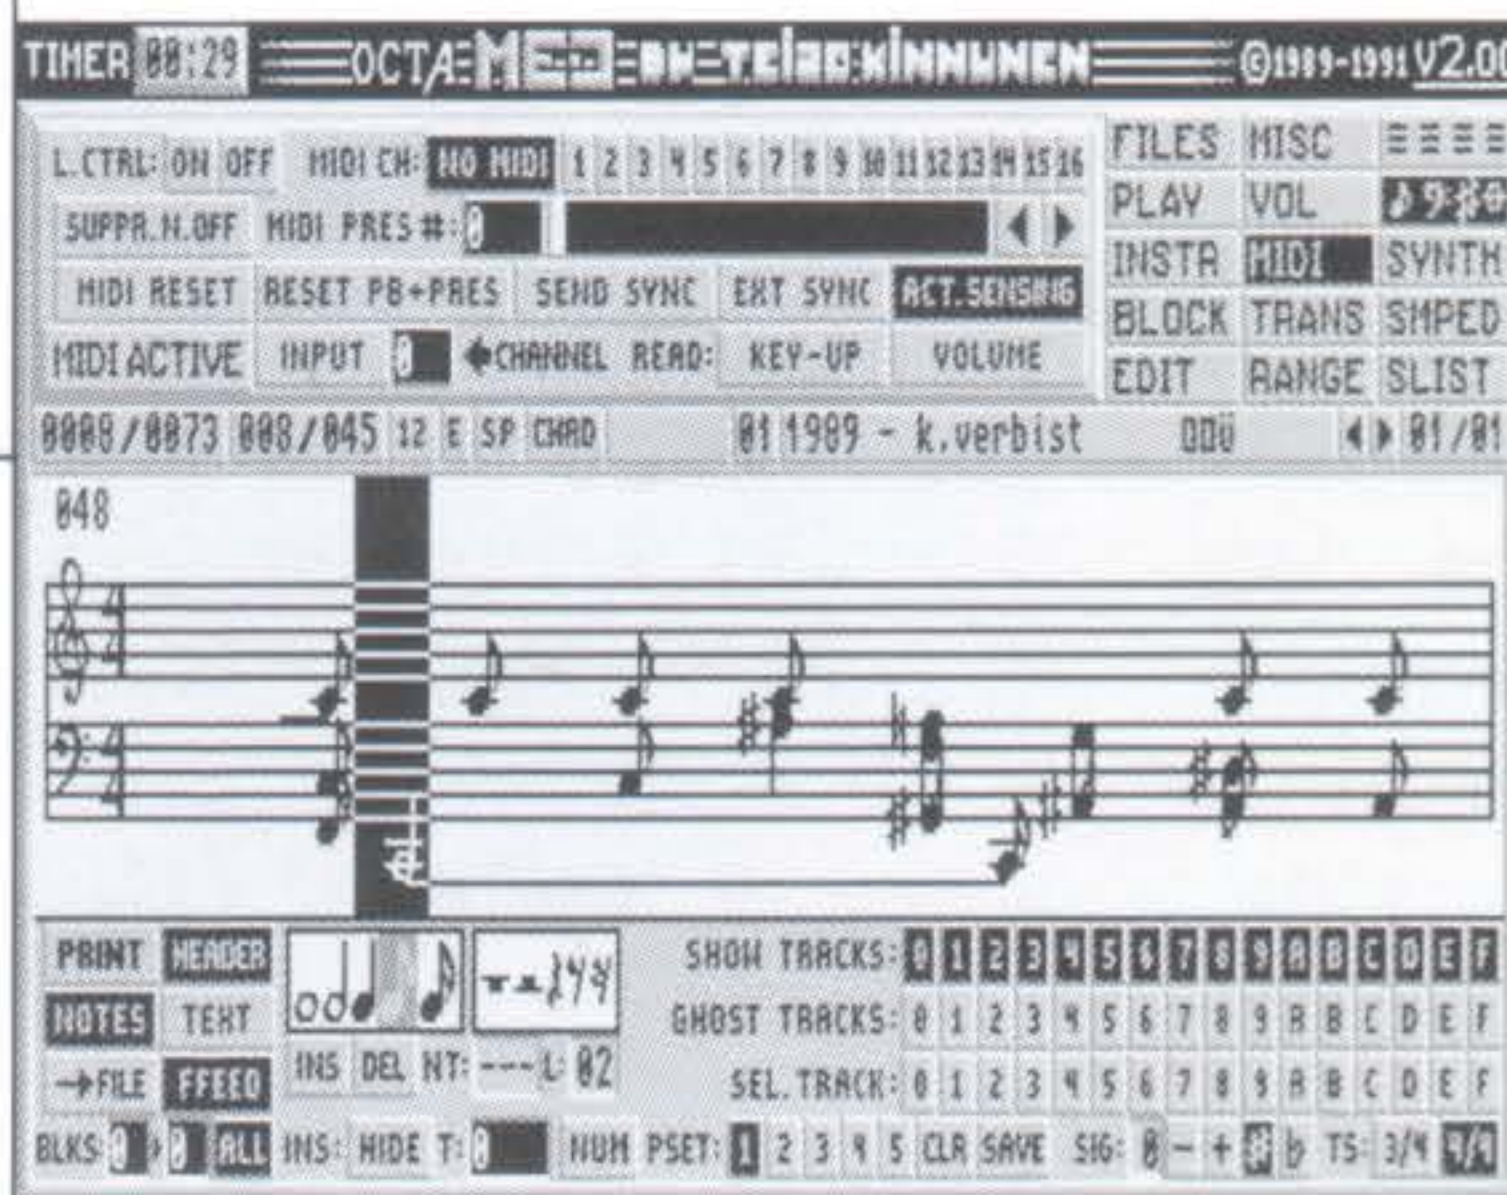 TIMER 00:29 OCTAMED BY TEIJO KINNUNEN ©1989-1991 V2.00
L.CTRL: ON OFF MIDI CH: NO MIDI 1 2 3 4 5 6 7 8 9 10 11 12 13 14 15 16 FILES MISC
SUPPR.N.OFF MIDI PRES#: 0 PLAY VOL
MIDI RESET RESET PB+PRES SEND SYNC EXT SYNC ACT.SENSING INSTR MIDI SYNTH
BLOCK TRANS SMPED
MIDI ACTIVE INPUT 0 ←CHANNEL READ: KEY-UP VOLUME EDIT RANGE SLIST
0008/0073 008/045 12 E SP CHRD 01 1989 - k.verbist 01/01
048
PRINT HEADER SHOW TRACKS: 0 1 2 3 4 5 6 7 8 9 A B C D E F
NOTES TEXT GHOST TRACKS: 0 1 2 3 4 5 6 7 8 9 A B C D E F
→FILE FFEED INS DEL NT: --- L: 02 SEL.TRACK: 0 1 2 3 4 5 6 7 8 9 A B C D E F
BLKS: 0 → 0 ALL INS: HIDE T: 0 NUM PSET: 1 2 3 4 5 CLR SAVE SIG: 0 - + # ♭ TS: 3/4 4/4